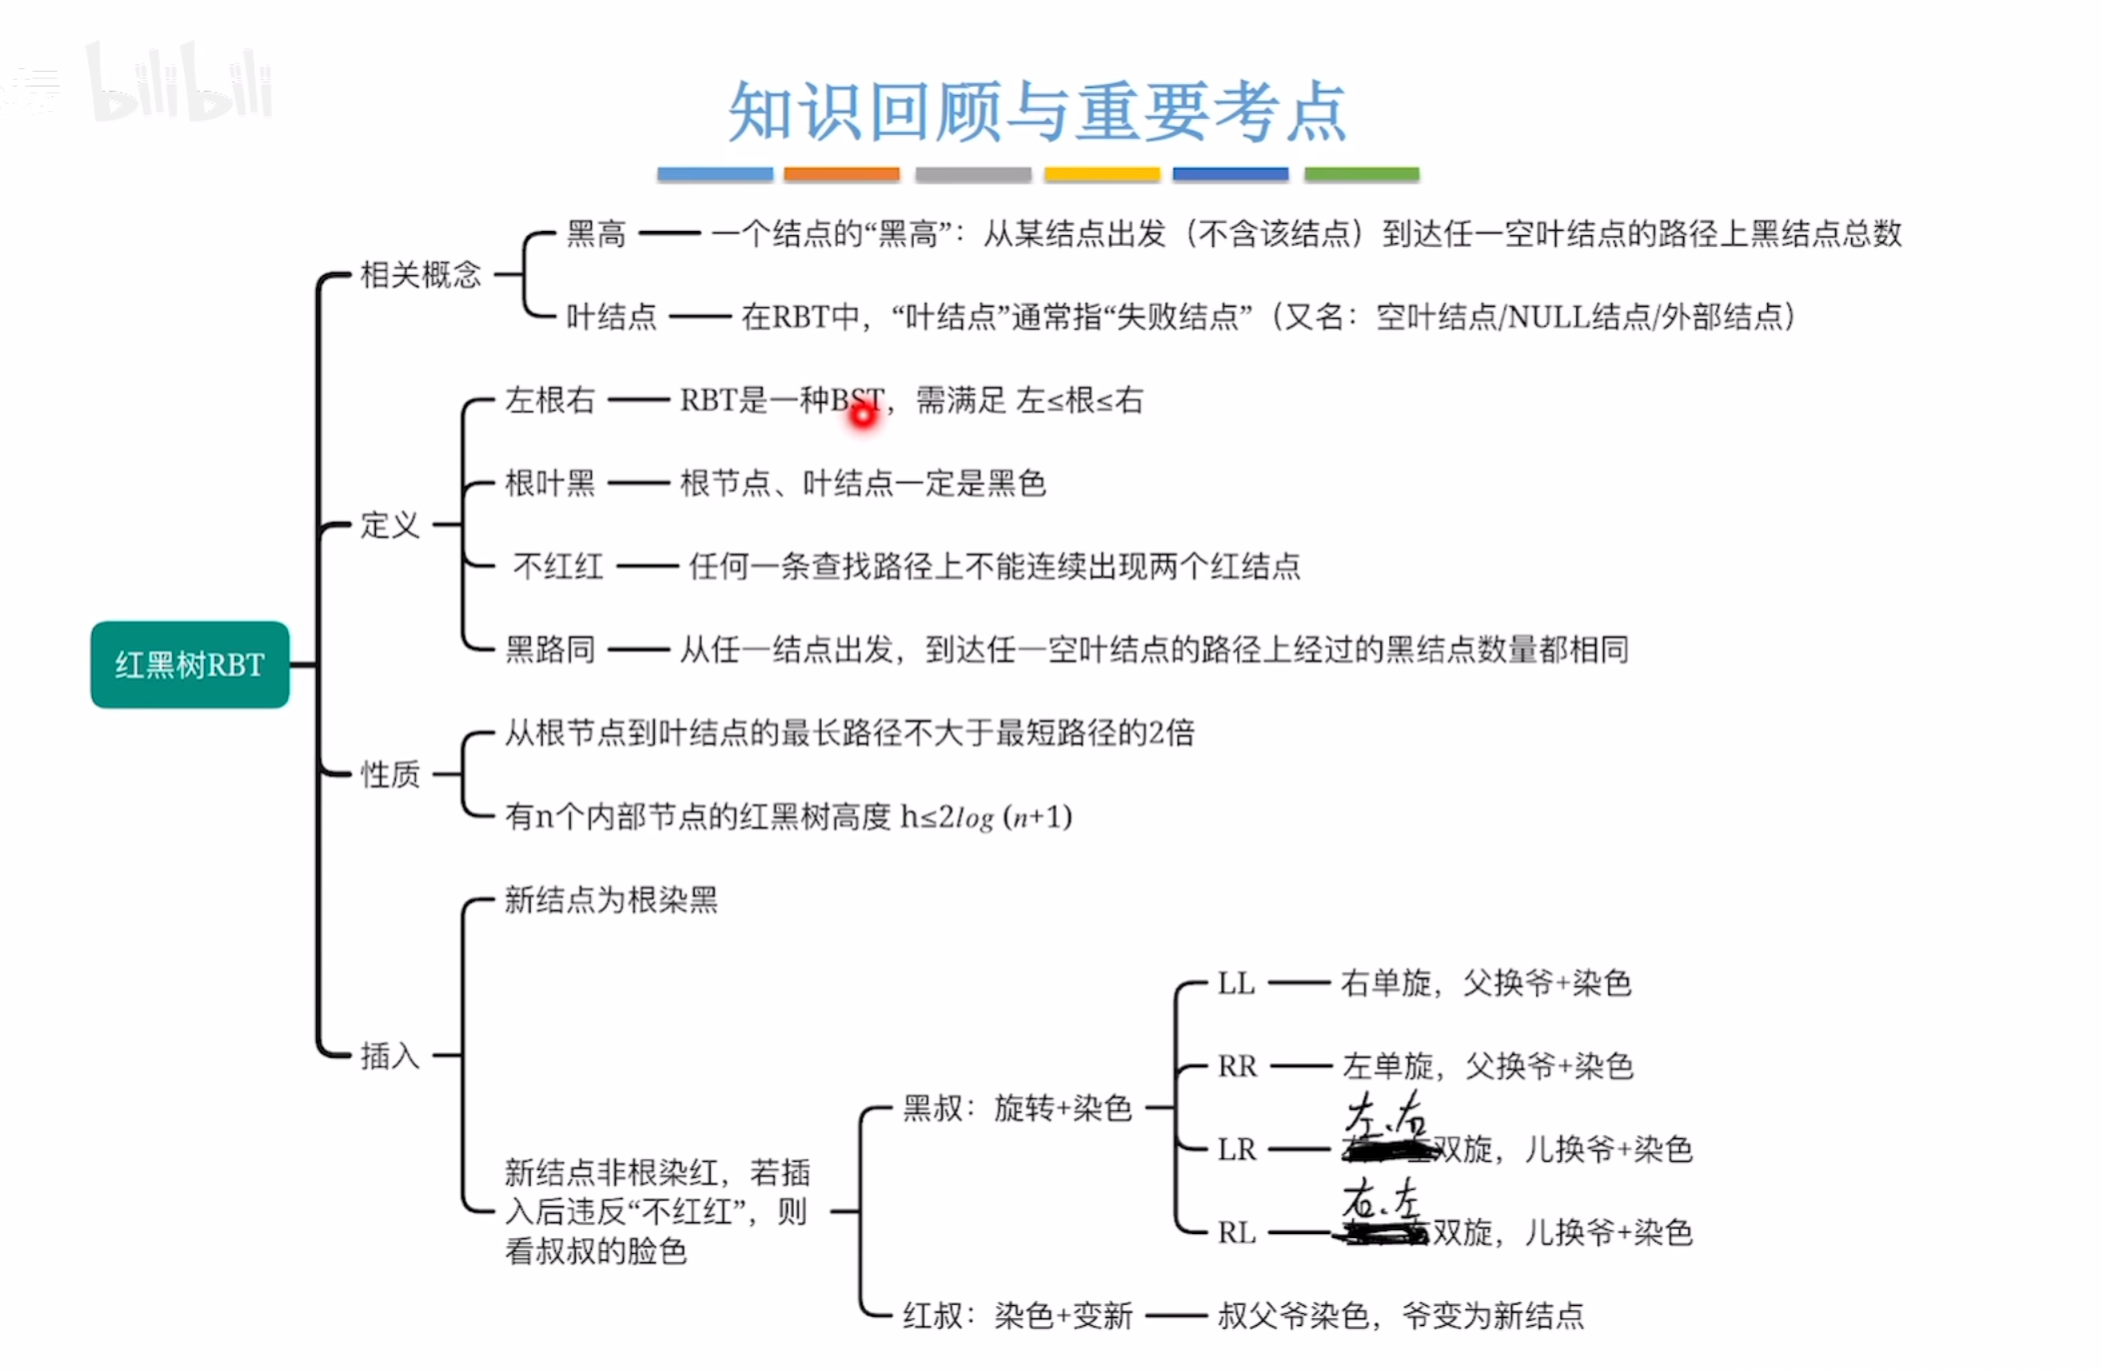 bilibili
知识回顾与重要考点
红黑树RBT
相关概念
黑高
一个结点的“黑高”：从某结点出发（不含该结点）到达任一空叶结点的路径上黑结点总数
叶结点
在RBT中，“叶结点”通常指“失败结点”（又名：空叶结点/NULL结点/外部结点）
定义
左根右
RBT是一种BST，需满足 左≤根≤右
根叶黑
根节点、叶结点一定是黑色
不红红
任何一条查找路径上不能连续出现两个红结点
黑路同
从任一结点出发，到达任一空叶结点的路径上经过的黑结点数量都相同
性质
从根节点到叶结点的最长路径不大于最短路径的2倍
有n个内部节点的红黑树高度 h≤2log (n+1)
插入
新结点为根染黑
新结点非根染红，若插
入后违反“不红红”，则
看叔叔的脸色
黑叔：旋转+染色
LL
右单旋，父换爷+染色
RR
左单旋，父换爷+染色
左、右
LR
双旋，儿换爷+染色
右、左
RL
双旋，儿换爷+染色
红叔：染色+变新
叔父爷染色，爷变为新结点